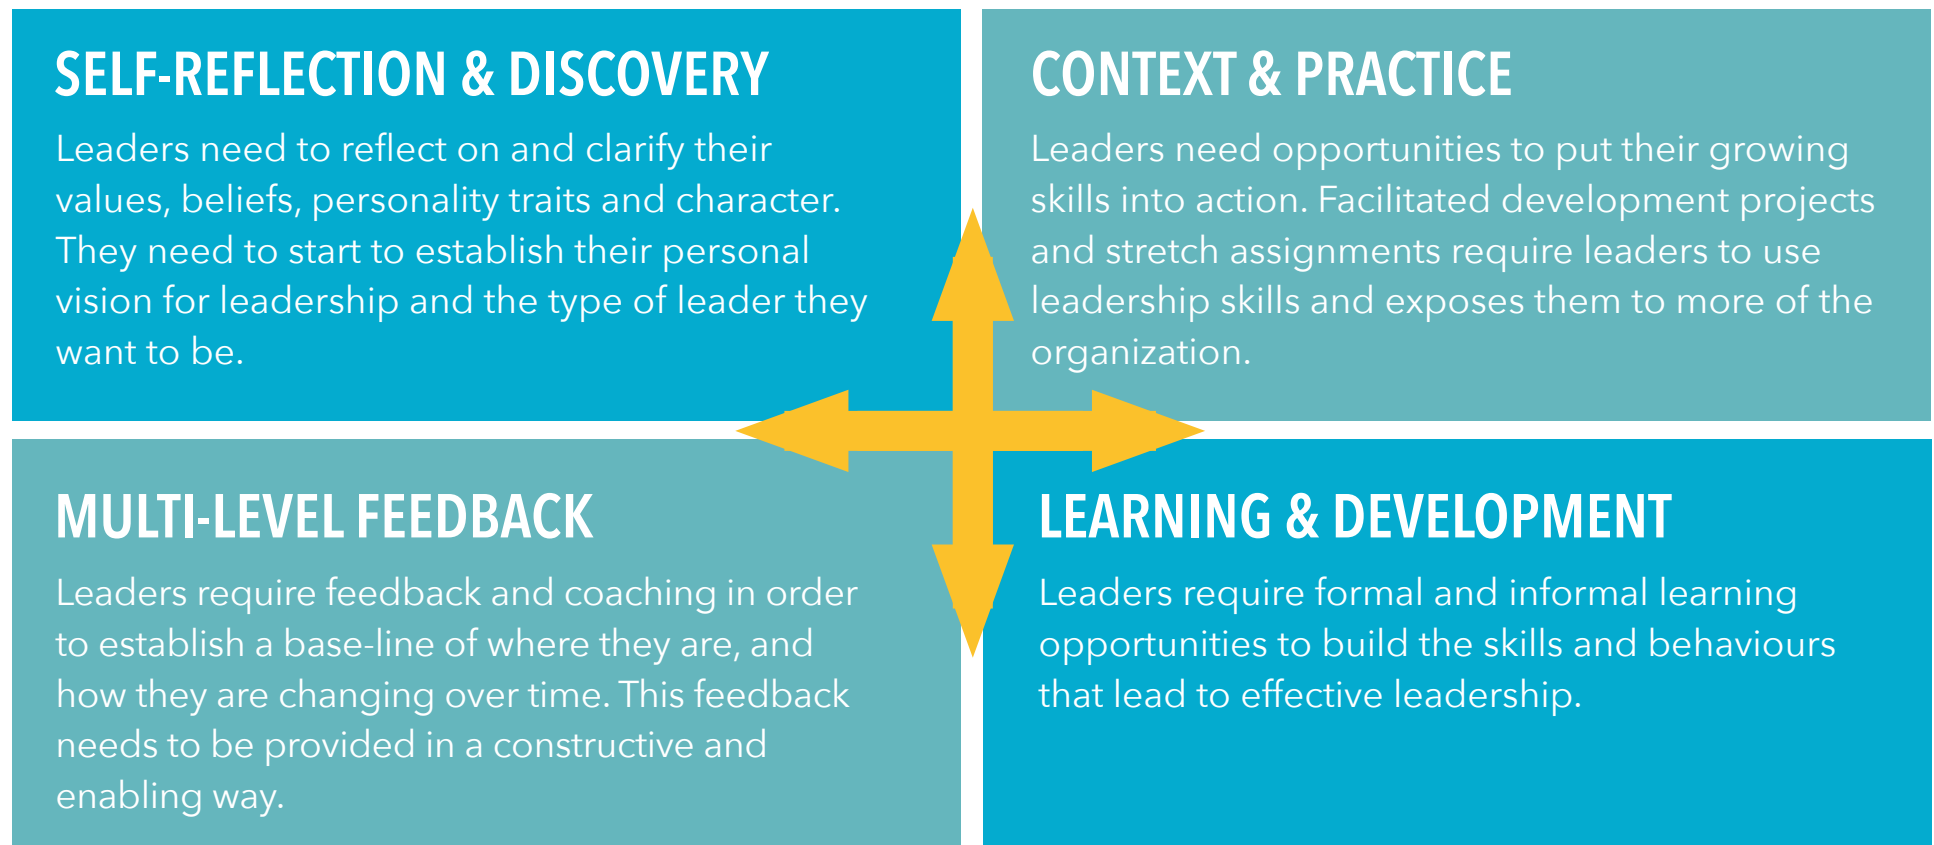 SELF-REFLECTION & DISCOVERY
Leaders need to reflect on and clarify their
values, beliefs, personality traits and character.
They need to start to establish their personal
vision for leadership and the type of leader they
want to be.
CONTEXT & PRACTICE
Leaders need opportunities to put their growing
skills into action. Facilitated development projects
and stretch assignments require leaders to use
leadership skills and exposes them to more of the
organization.
MULTI-LEVEL FEEDBACK
Leaders require feedback and coaching in order
to establish a base-line of where they are, and
how they are changing over time. This feedback
needs to be provided in a constructive and
enabling way.
LEARNING & DEVELOPMENT
Leaders require formal and informal learning
opportunities to build the skills and behaviours
that lead to effective leadership.